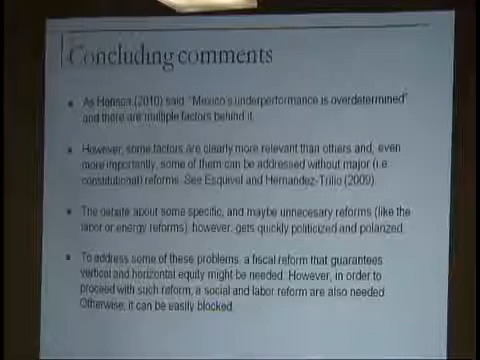 Concluding comments
As Hanson (2010) said "Mexico's underperformance is overdetermined"
and there are multiple factors behind it.
However, some factors are clearly more relevant than others and, even
more importantly, some of them can be addressed without major (i.e.
constitutional) reforms. See Esquivel and Hernandez-Trillo (2009).
The debate about some specific, and maybe unnecessary reforms (like the
labor or energy reforms), however, gets quickly politicized and polarized.
To address some of these problems, a fiscal reform that guarantees
vertical and horizontal equity might be needed. However, in order to
proceed with such reform, a social and labor reform are also needed.
Otherwise, it can be easily blocked.